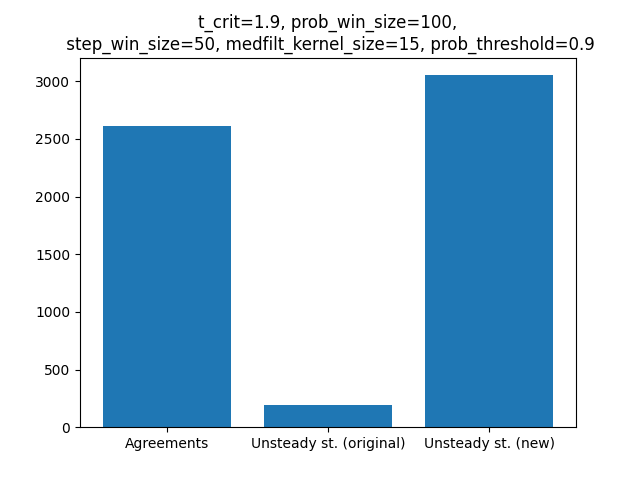 t_crit=1.9, prob_win_size=100,
step_win_size=50, medfilt_kernel_size=15, prob_threshold=0.9
3000
2500
2000
1500
1000
500
0
Agreements
Unsteady st. (original)
Unsteady st. (new)